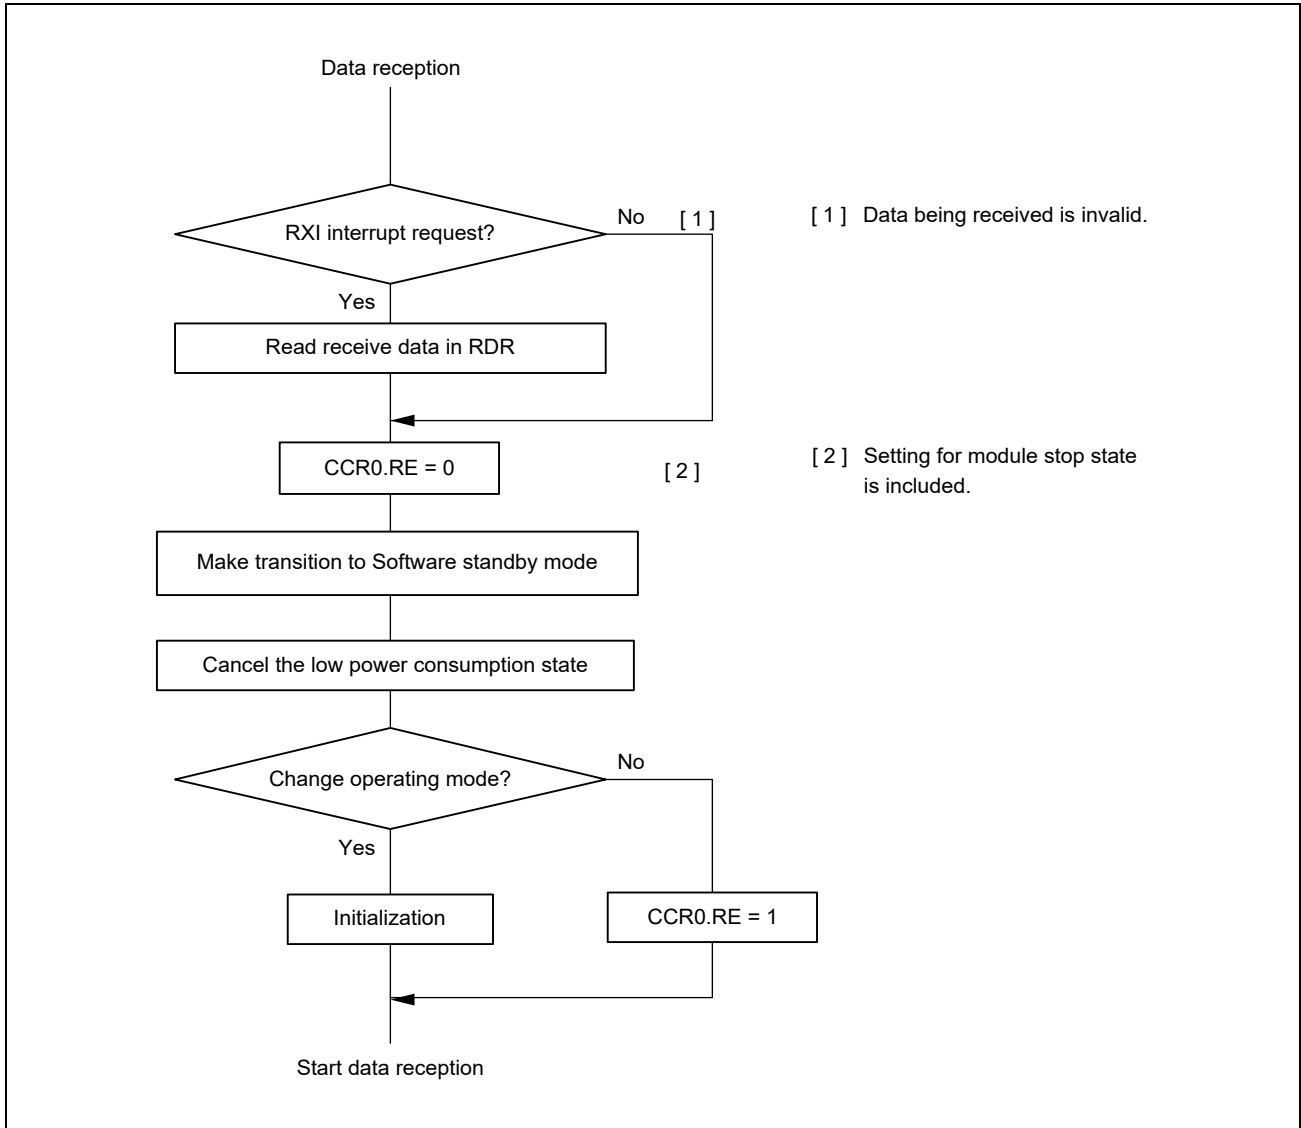 Data reception
RXI interrupt request?
No
[ 1 ]
[ 1 ] Data being received is invalid.
Yes
Read receive data in RDR
CCR0.RE = 0
[ 2 ]
[ 2 ] Setting for module stop state
is included.
Make transition to Software standby mode
Cancel the low power consumption state
Change operating mode?
No
Yes
Initialization
CCR0.RE = 1
Start data reception